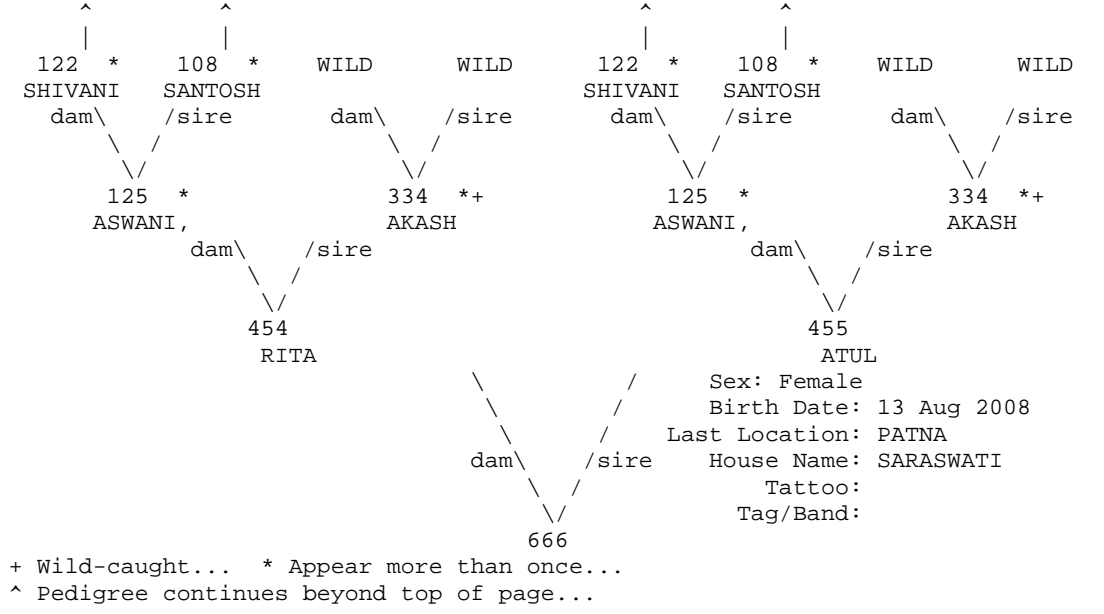 ^         ^                             ^         ^
      |         |                             |         |
  122  *    108  *    WILD      WILD      122  *    108  *    WILD      WILD
 SHIVANI   SANTOSH                       SHIVANI   SANTOSH
   dam\    /sire       dam\    /sire       dam\    /sire       dam\    /sire
       \  /                \  /                \  /                \  /
        \/                  \/                  \/                  \/
       125  *              334  *+             125  *              334  *+
      ASWANI,             AKASH               ASWANI,             AKASH
             dam\    /sire                           dam\    /sire
                 \  /                                    \  /
                  \/                                      \/
                 454                                     455
                  RITA                                    ATUL
                                 \          /     Sex: Female
                                  \        /      Birth Date: 13 Aug 2008
                                   \      /    Last Location: PATNA
                                 dam\    /sire    House Name: SARASWATI
                                     \  /             Tattoo:
                                      \/            Tag/Band:
                                     666
+ Wild-caught...  * Appear more than once...
^ Pedigree continues beyond top of page...